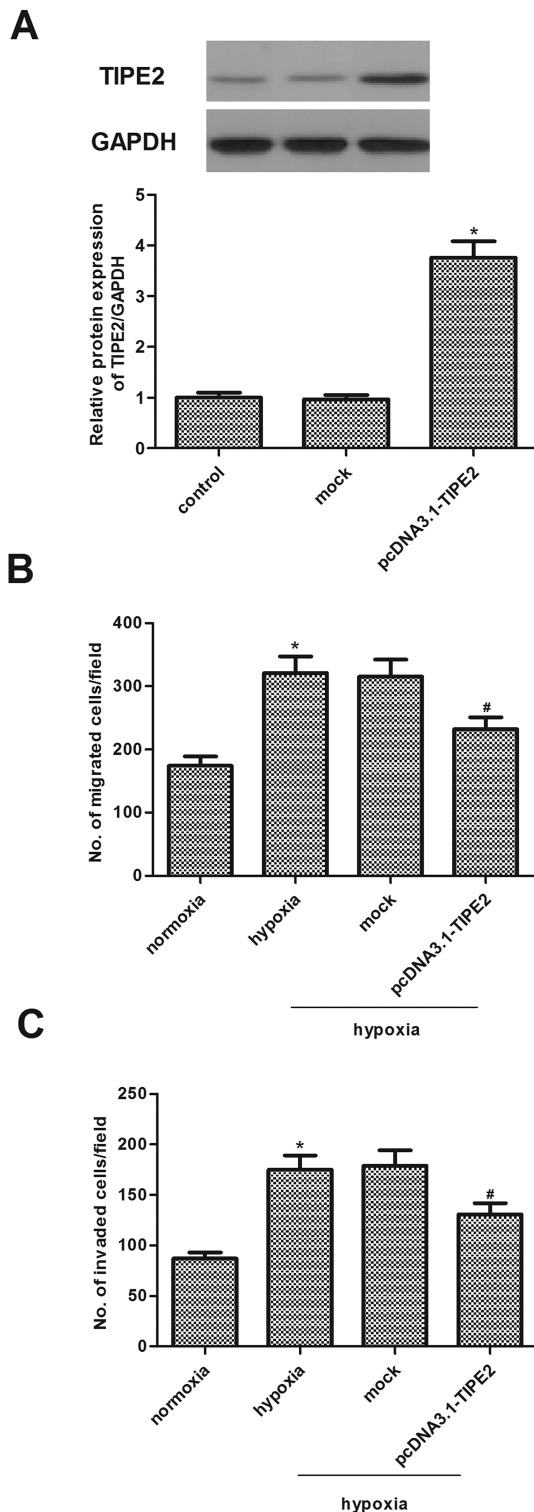 A
TIPE2
GAPDH
Relative protein expression
of TIPE2/GAPDH
5
4
3
2
1
0
*
control
mock
pcDNA3.1-TIPE2
B
No. of migrated cells/field
400
300
200
100
0
*
#
normoxia
hypoxia
mock
pcDNA3.1-TIPE2
hypoxia
C
No. of invaded cells/field
250
200
150
100
50
0
*
#
normoxia
hypoxia
mock
pcDNA3.1-TIPE2
hypoxia